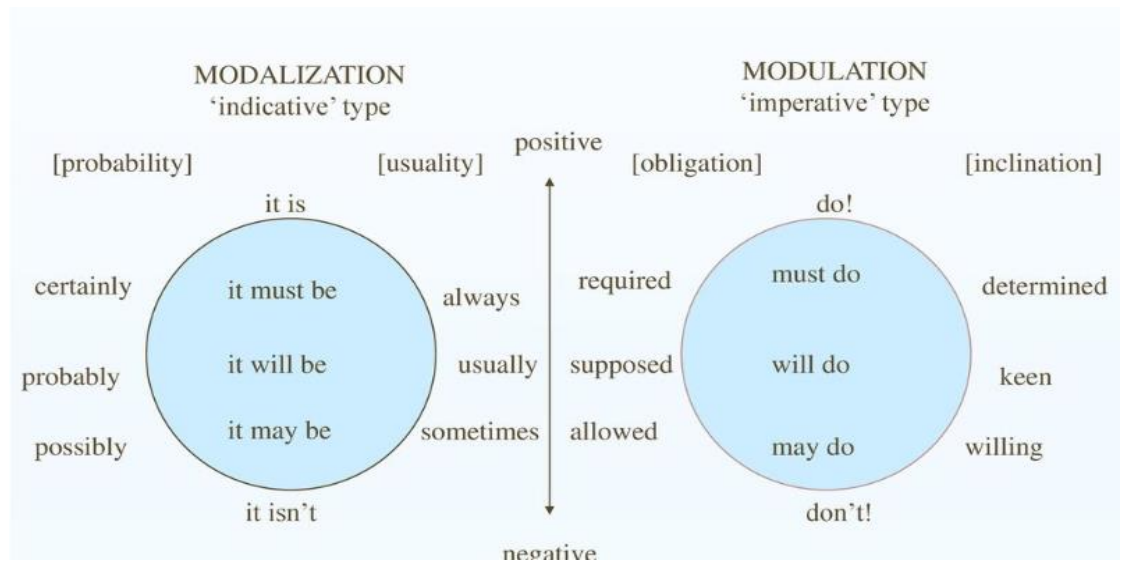 MODALIZATION
'indicative' type
MODULATION
'imperative' type
positive
[probability]
[usuality]
[obligation]
[inclination]
it is
do!
certainly
it must be
always
required
must do
determined
probably
it will be
usually
supposed
will do
keen
possibly
it may be
sometimes
allowed
may do
willing
it isn't
don't!
negative